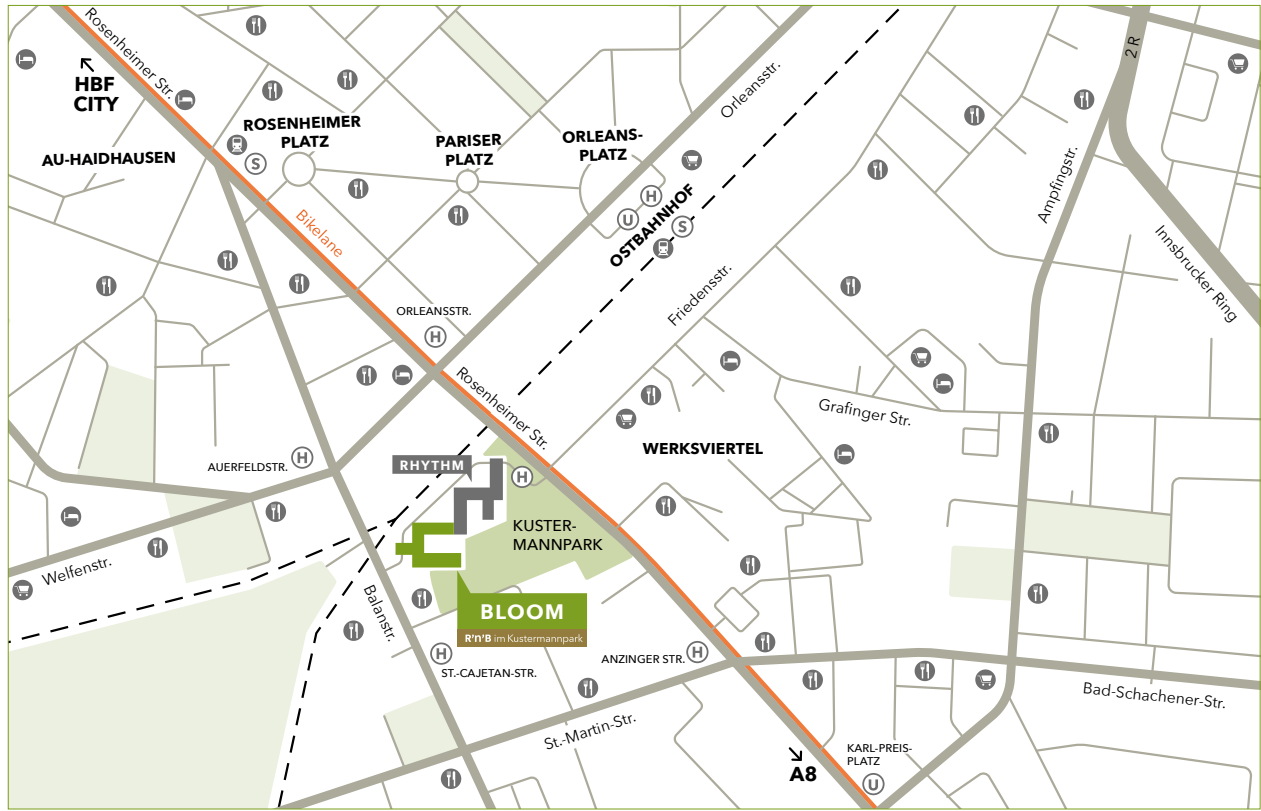 Rosenheimer Str.
2 R
HBF
CITY
Orleansstr.
ROSENHEIMER
PLATZ
PARISER
PLATZ
ORLEANS-
PLATZ
AU-HAIDHAUSEN
S
H
U
S
OSTBAHNHOF
Ampfingstr.
Bikelane
Innsbrucker Ring
Friedensstr.
ORLEANSSTR.
H
Rosenheimer Str.
Grafinger Str.
WERKSVIERTEL
AUERFELDSTR.
H
RHYTHM
H
KUSTER-
MANNPARK
Welfenstr.
Balanstr.
BLOOM
R'n'B im Kustermannpark
H
ST.-CAJETAN-STR.
ANZINGER STR.
H
Bad-Schachener-Str.
St.-Martin-Str.
A8
KARL-PREIS-
PLATZ
U